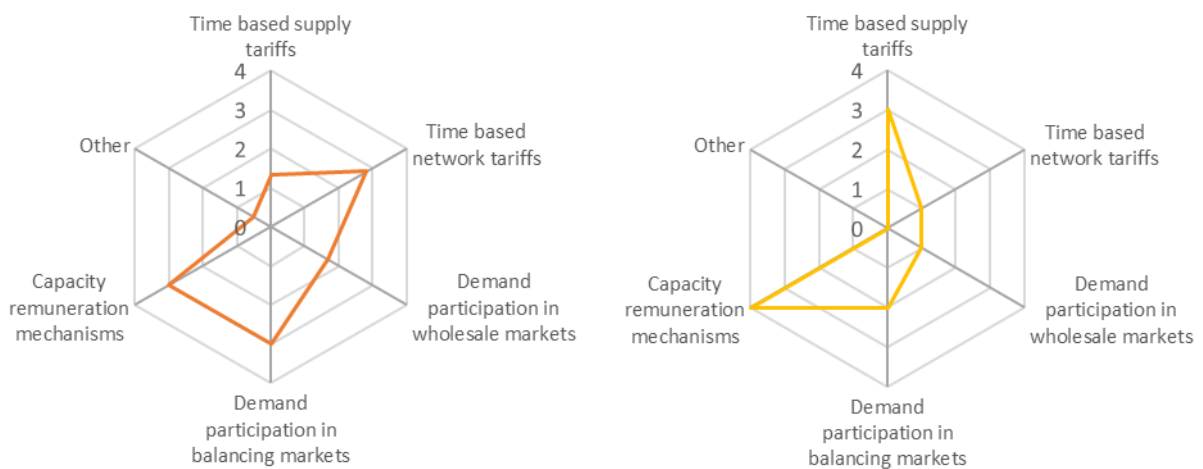 Time based supply
tariffs
4
3
2
1
0
Time based
network tariffs
Demand
participation in
wholesale markets
Demand
participation in
balancing markets
Capacity
remuneration
mechanisms
Other
Time based supply
tariffs
4
3
2
1
0
Time based
network tariffs
Demand
participation in
wholesale markets
Demand
participation in
balancing markets
Capacity
remuneration
mechanisms
Other